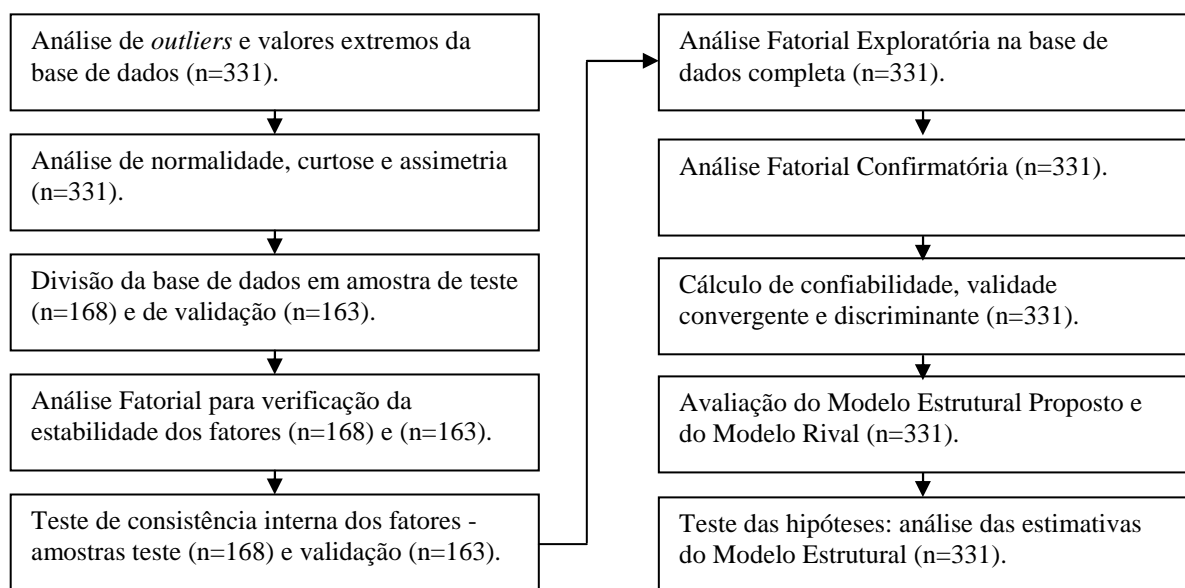 Análise de outliers e valores extremos da
base de dados (n=331).
Análise de normalidade, curtose e assimetria
(n=331).
Divisão da base de dados em amostra de teste
(n=168) e de validação (n=163).
Análise Fatorial para verificação da
estabilidade dos fatores (n=168) e (n=163).
Teste de consistência interna dos fatores -
amostras teste (n=168) e validação (n=163).
Análise Fatorial Exploratória na base de
dados completa (n=331).
Análise Fatorial Confirmatória (n=331).
Cálculo de confiabilidade, validade
convergente e discriminante (n=331).
Avaliação do Modelo Estrutural Proposto e
do Modelo Rival (n=331).
Teste das hipóteses: análise das estimativas
do Modelo Estrutural (n=331).